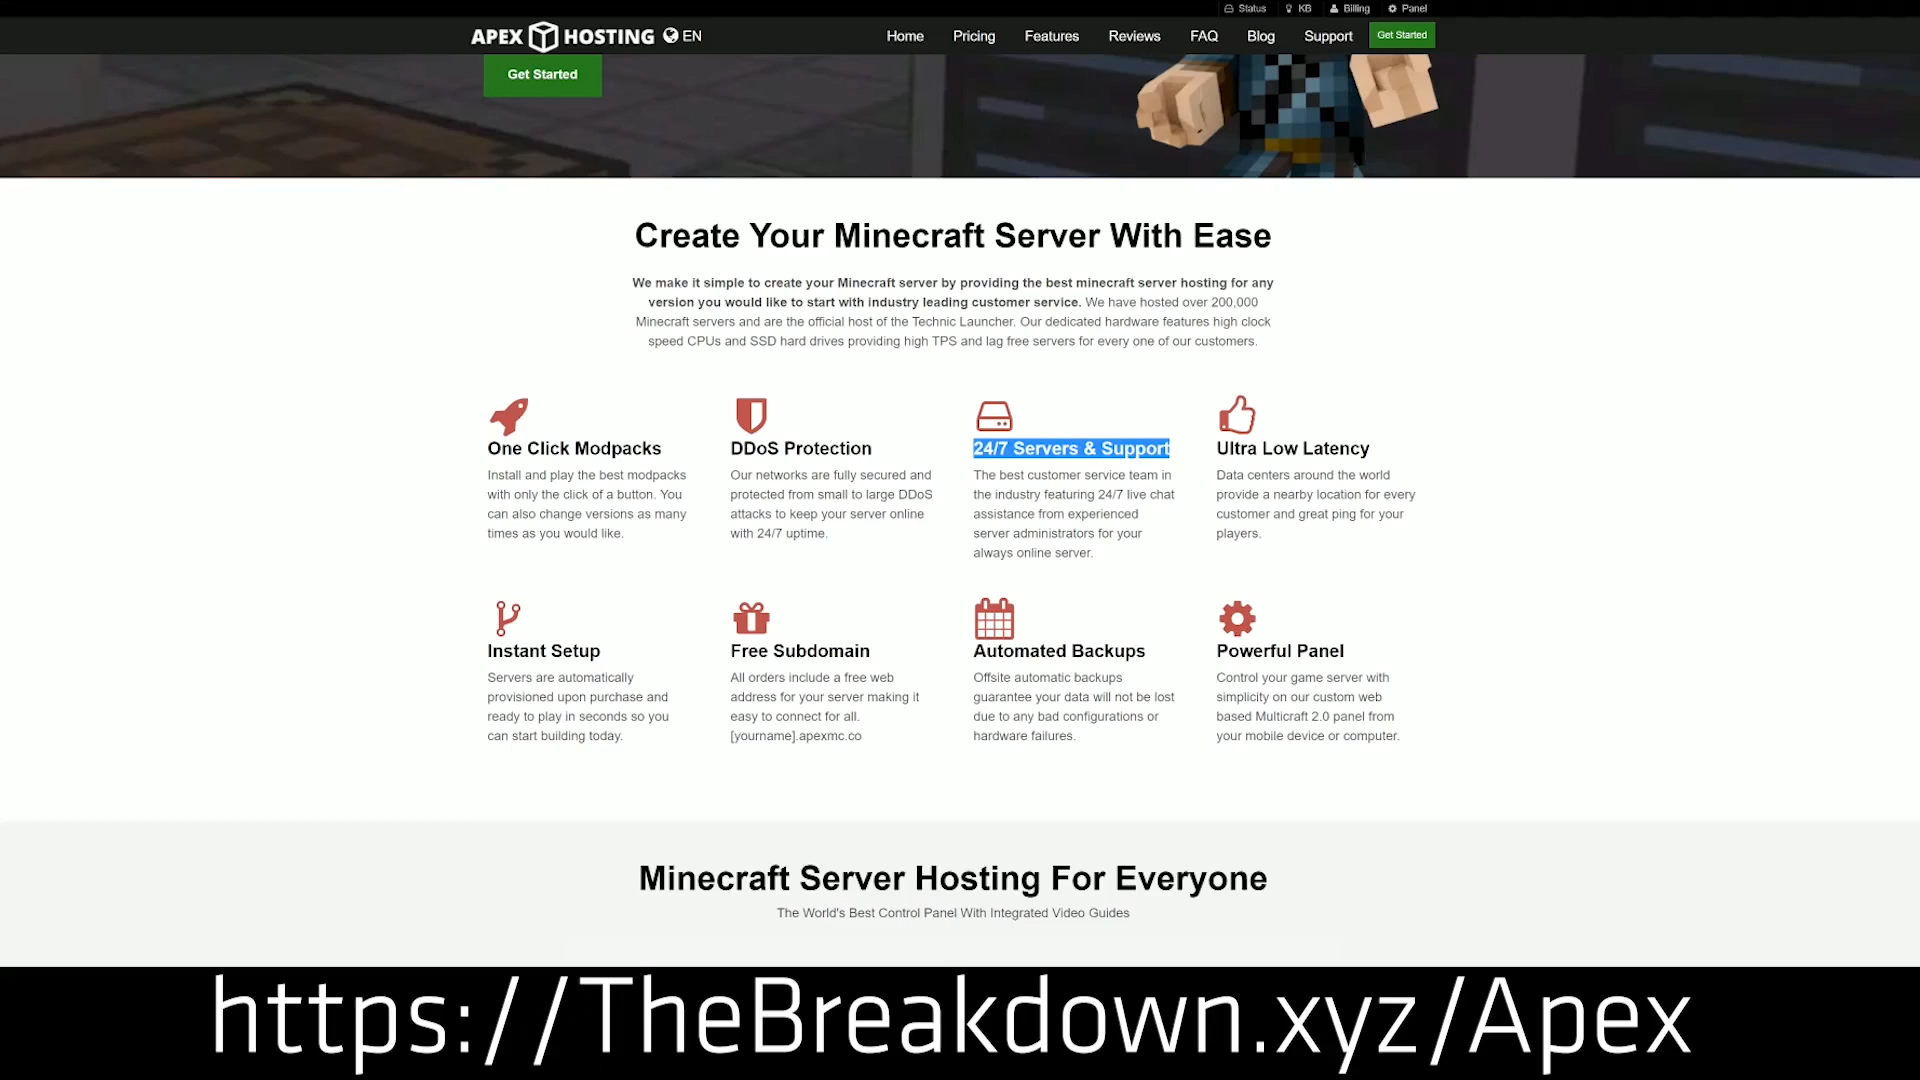 Status KB Billing Panel
APEX HOSTING EN Home Pricing Features Reviews FAQ Blog Support Get Started
Get Started
Create Your Minecraft Server With Ease
We make it simple to create your Minecraft server by providing the best minecraft server hosting for any
version you would like to start with industry leading customer service. We have hosted over 200,000
Minecraft servers and are the official host of the Technic Launcher. Our dedicated hardware features high clock
speed CPUs and SSD hard drives providing high TPS and lag free servers for every one of our customers.
One Click Modpacks
Install and play the best modpacks
with only the click of a button. You
can also change versions as many
times as you would like.
DDoS Protection
Our networks are fully secured and
protected from small to large DDoS
attacks to keep your server online
with 24/7 uptime.
24/7 Servers & Support
The best customer service team in
the industry featuring 24/7 live chat
assistance from experienced
server administrators for your
always online server.
Ultra Low Latency
Data centers around the world
provide a nearby location for every
customer and great ping for your
players.
Instant Setup
Servers are automatically
provisioned upon purchase and
ready to play in seconds so you
can start building today.
Free Subdomain
All orders include a free web
address for your server making it
easy to connect for all.
[yourname].apexmc.co
Automated Backups
Offsite automatic backups
guarantee your data will not be lost
due to any bad configurations or
hardware failures.
Powerful Panel
Control your game server with
simplicity on our custom web
based Multicraft 2.0 panel from
your mobile device or computer.
Minecraft Server Hosting For Everyone
The World's Best Control Panel With Integrated Video Guides
https://TheBreakdown.xyz/Apex